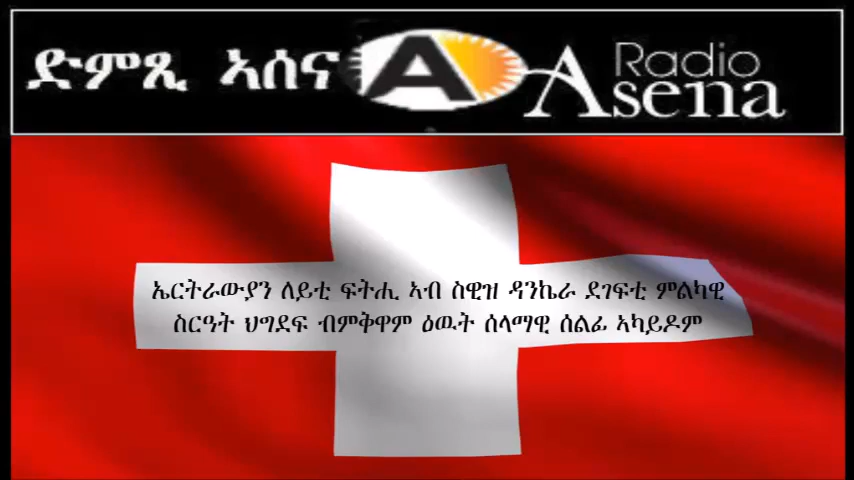 ድምጺ ኣሰና
A
Radio
Asena
ኤርትራውያን ለይቲ ፍትሒ ኣብ ስዊዝ ዳንኬራ ደገፍቲ ምልካዊ
ስርዓት ህግደፍ ብምቅዋም ዕዉት ሰላማዊ ሰልፊ ኣካይዶም